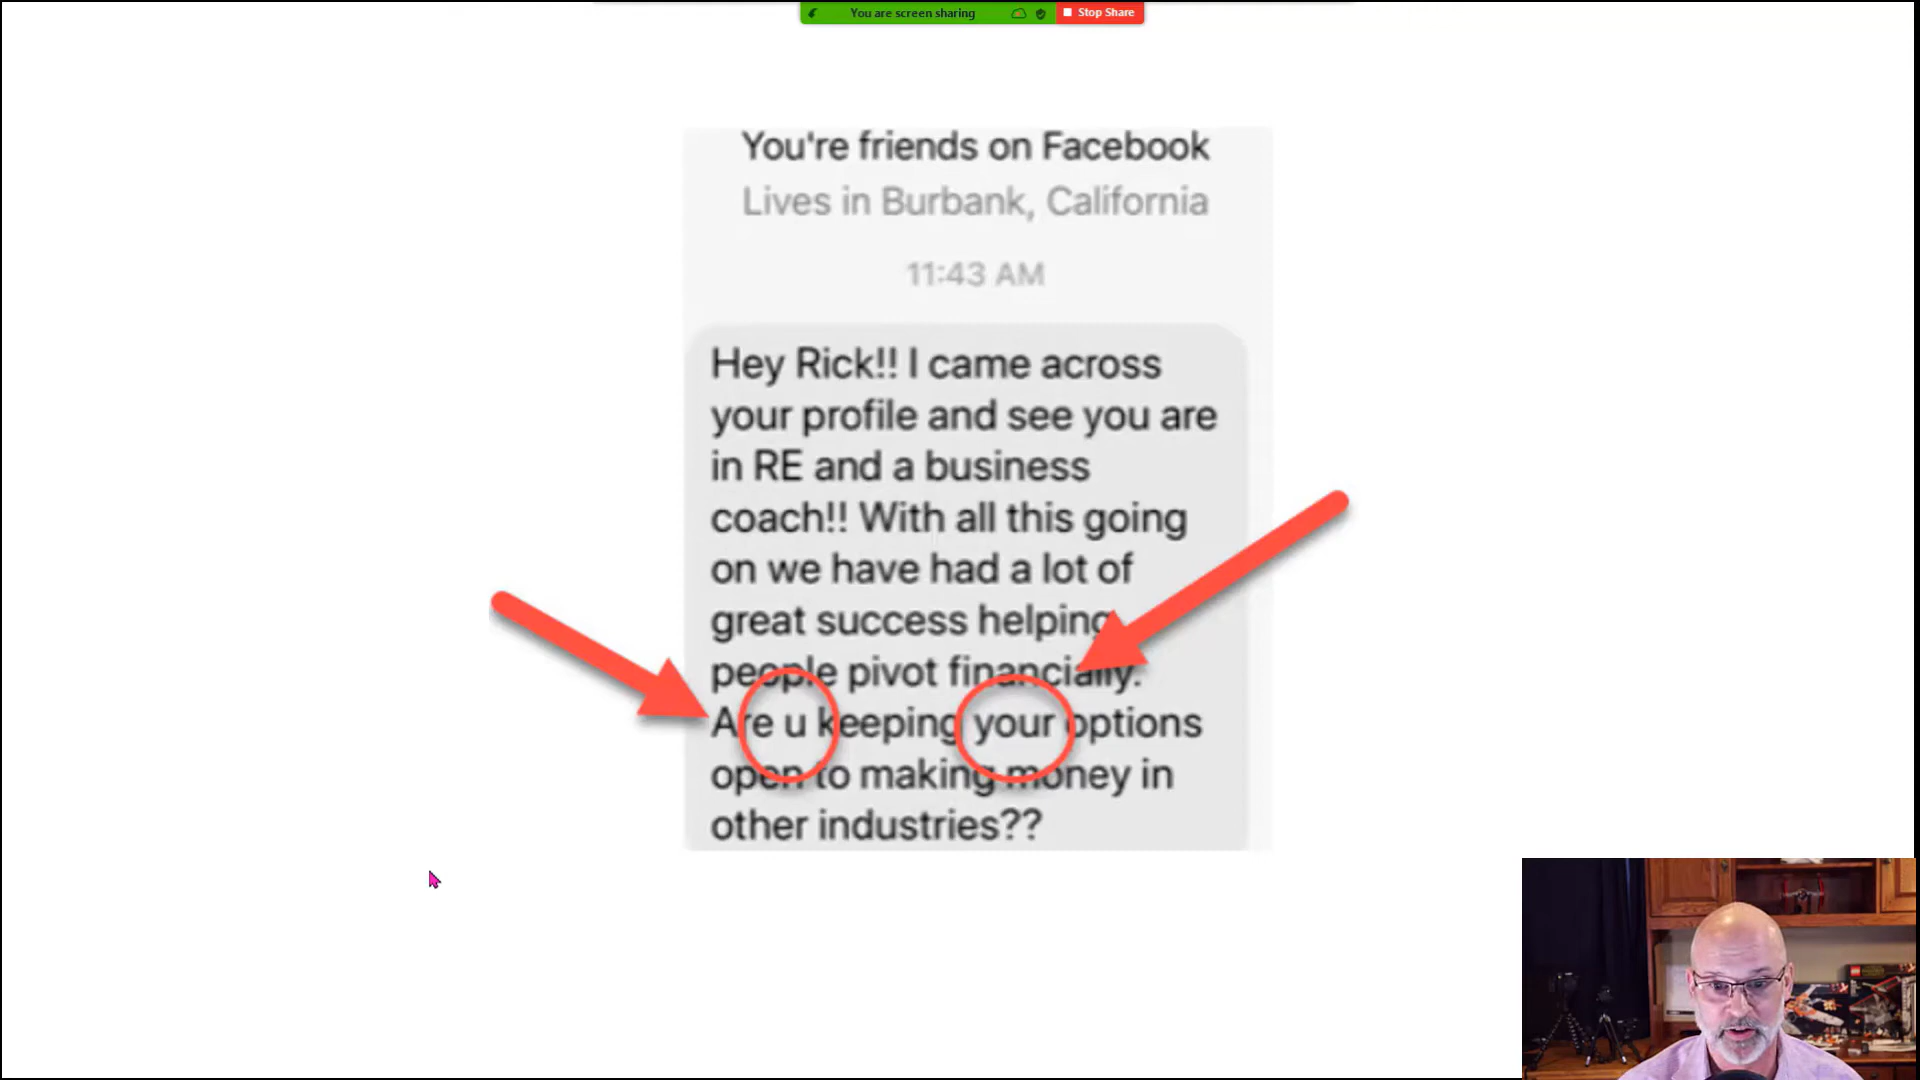 You are screen sharing
Stop Share
You're friends on Facebook
Lives in Burbank, California
11:43 AM
Hey Rick!! I came across
your profile and see you are
in RE and a business
coach!! With all this going
on we have had a lot of
great success helping
people pivot financially.
Are u keeping your options
open to making money in
other industries??